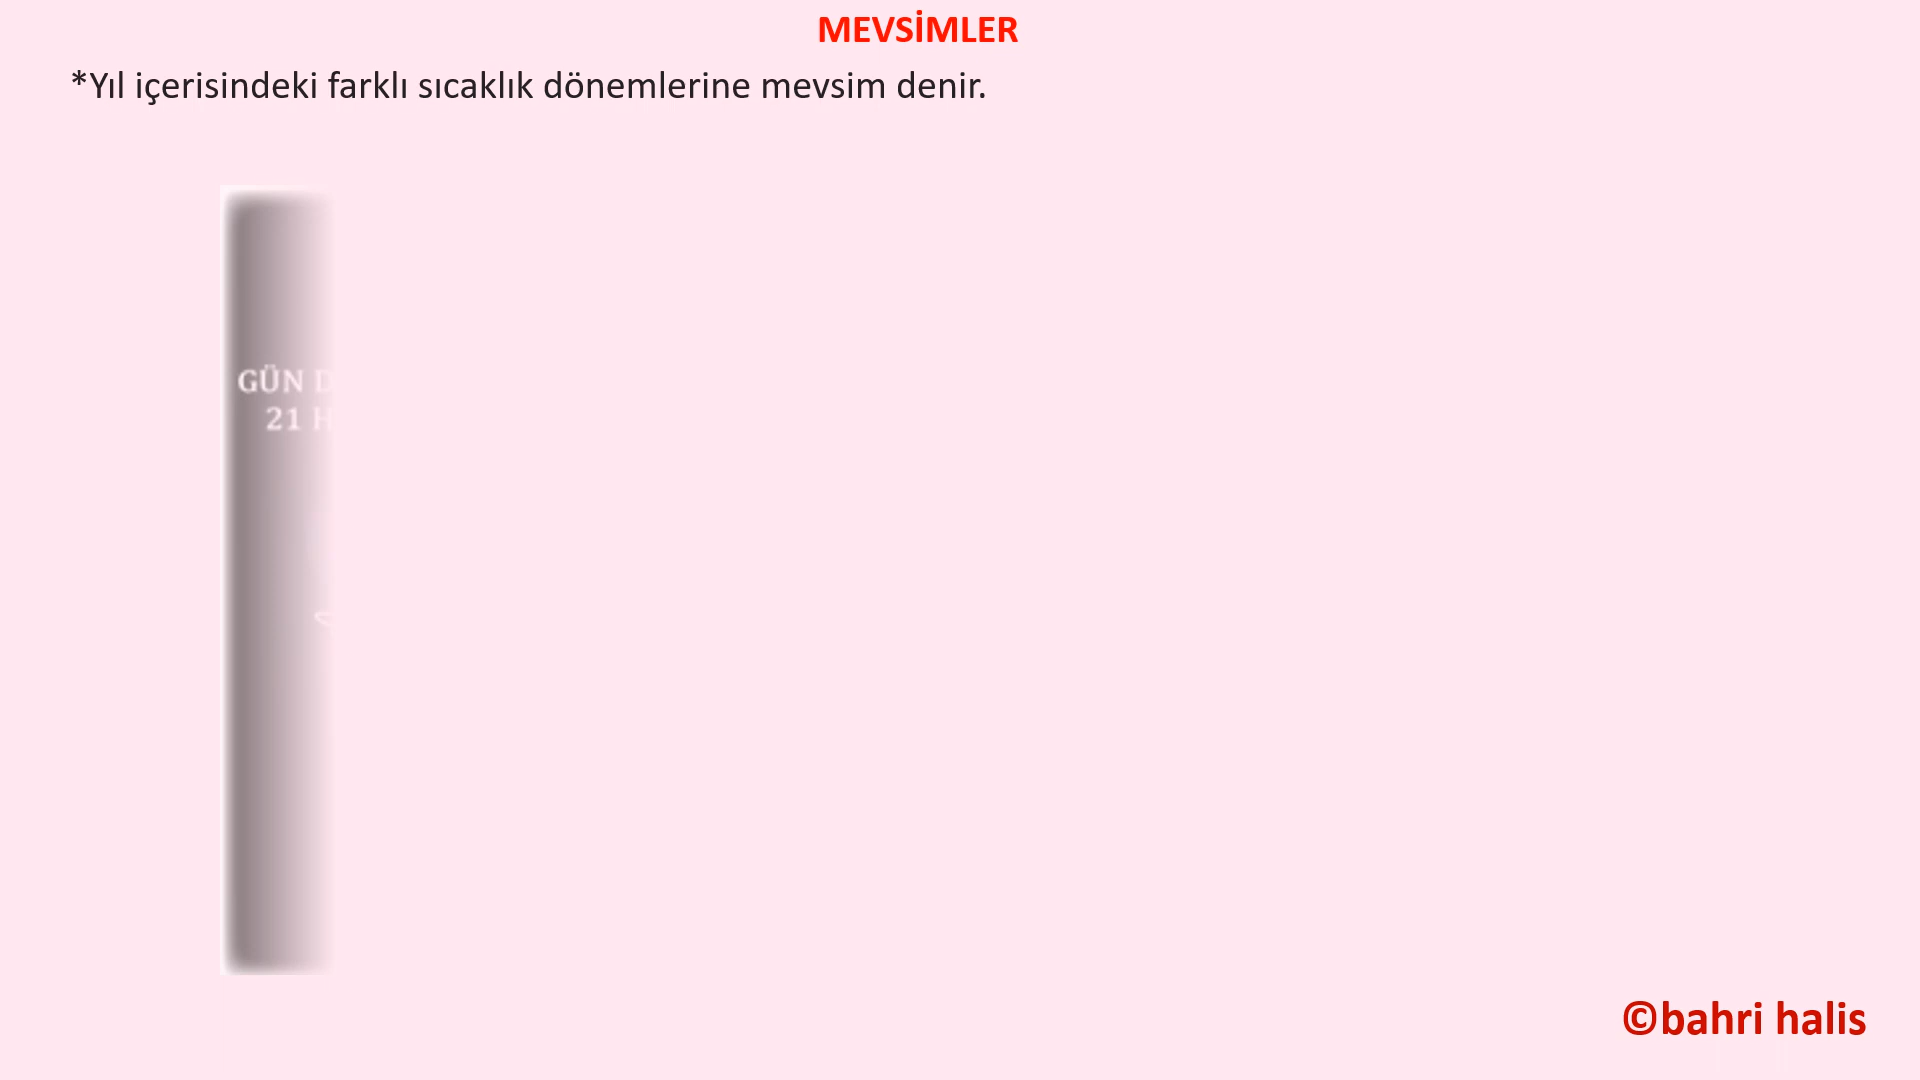 MEVSİMLER
*Yıl içerisindeki farklı sıcaklık dönemlerine mevsim denir.
GÜN
21
©bahri halis